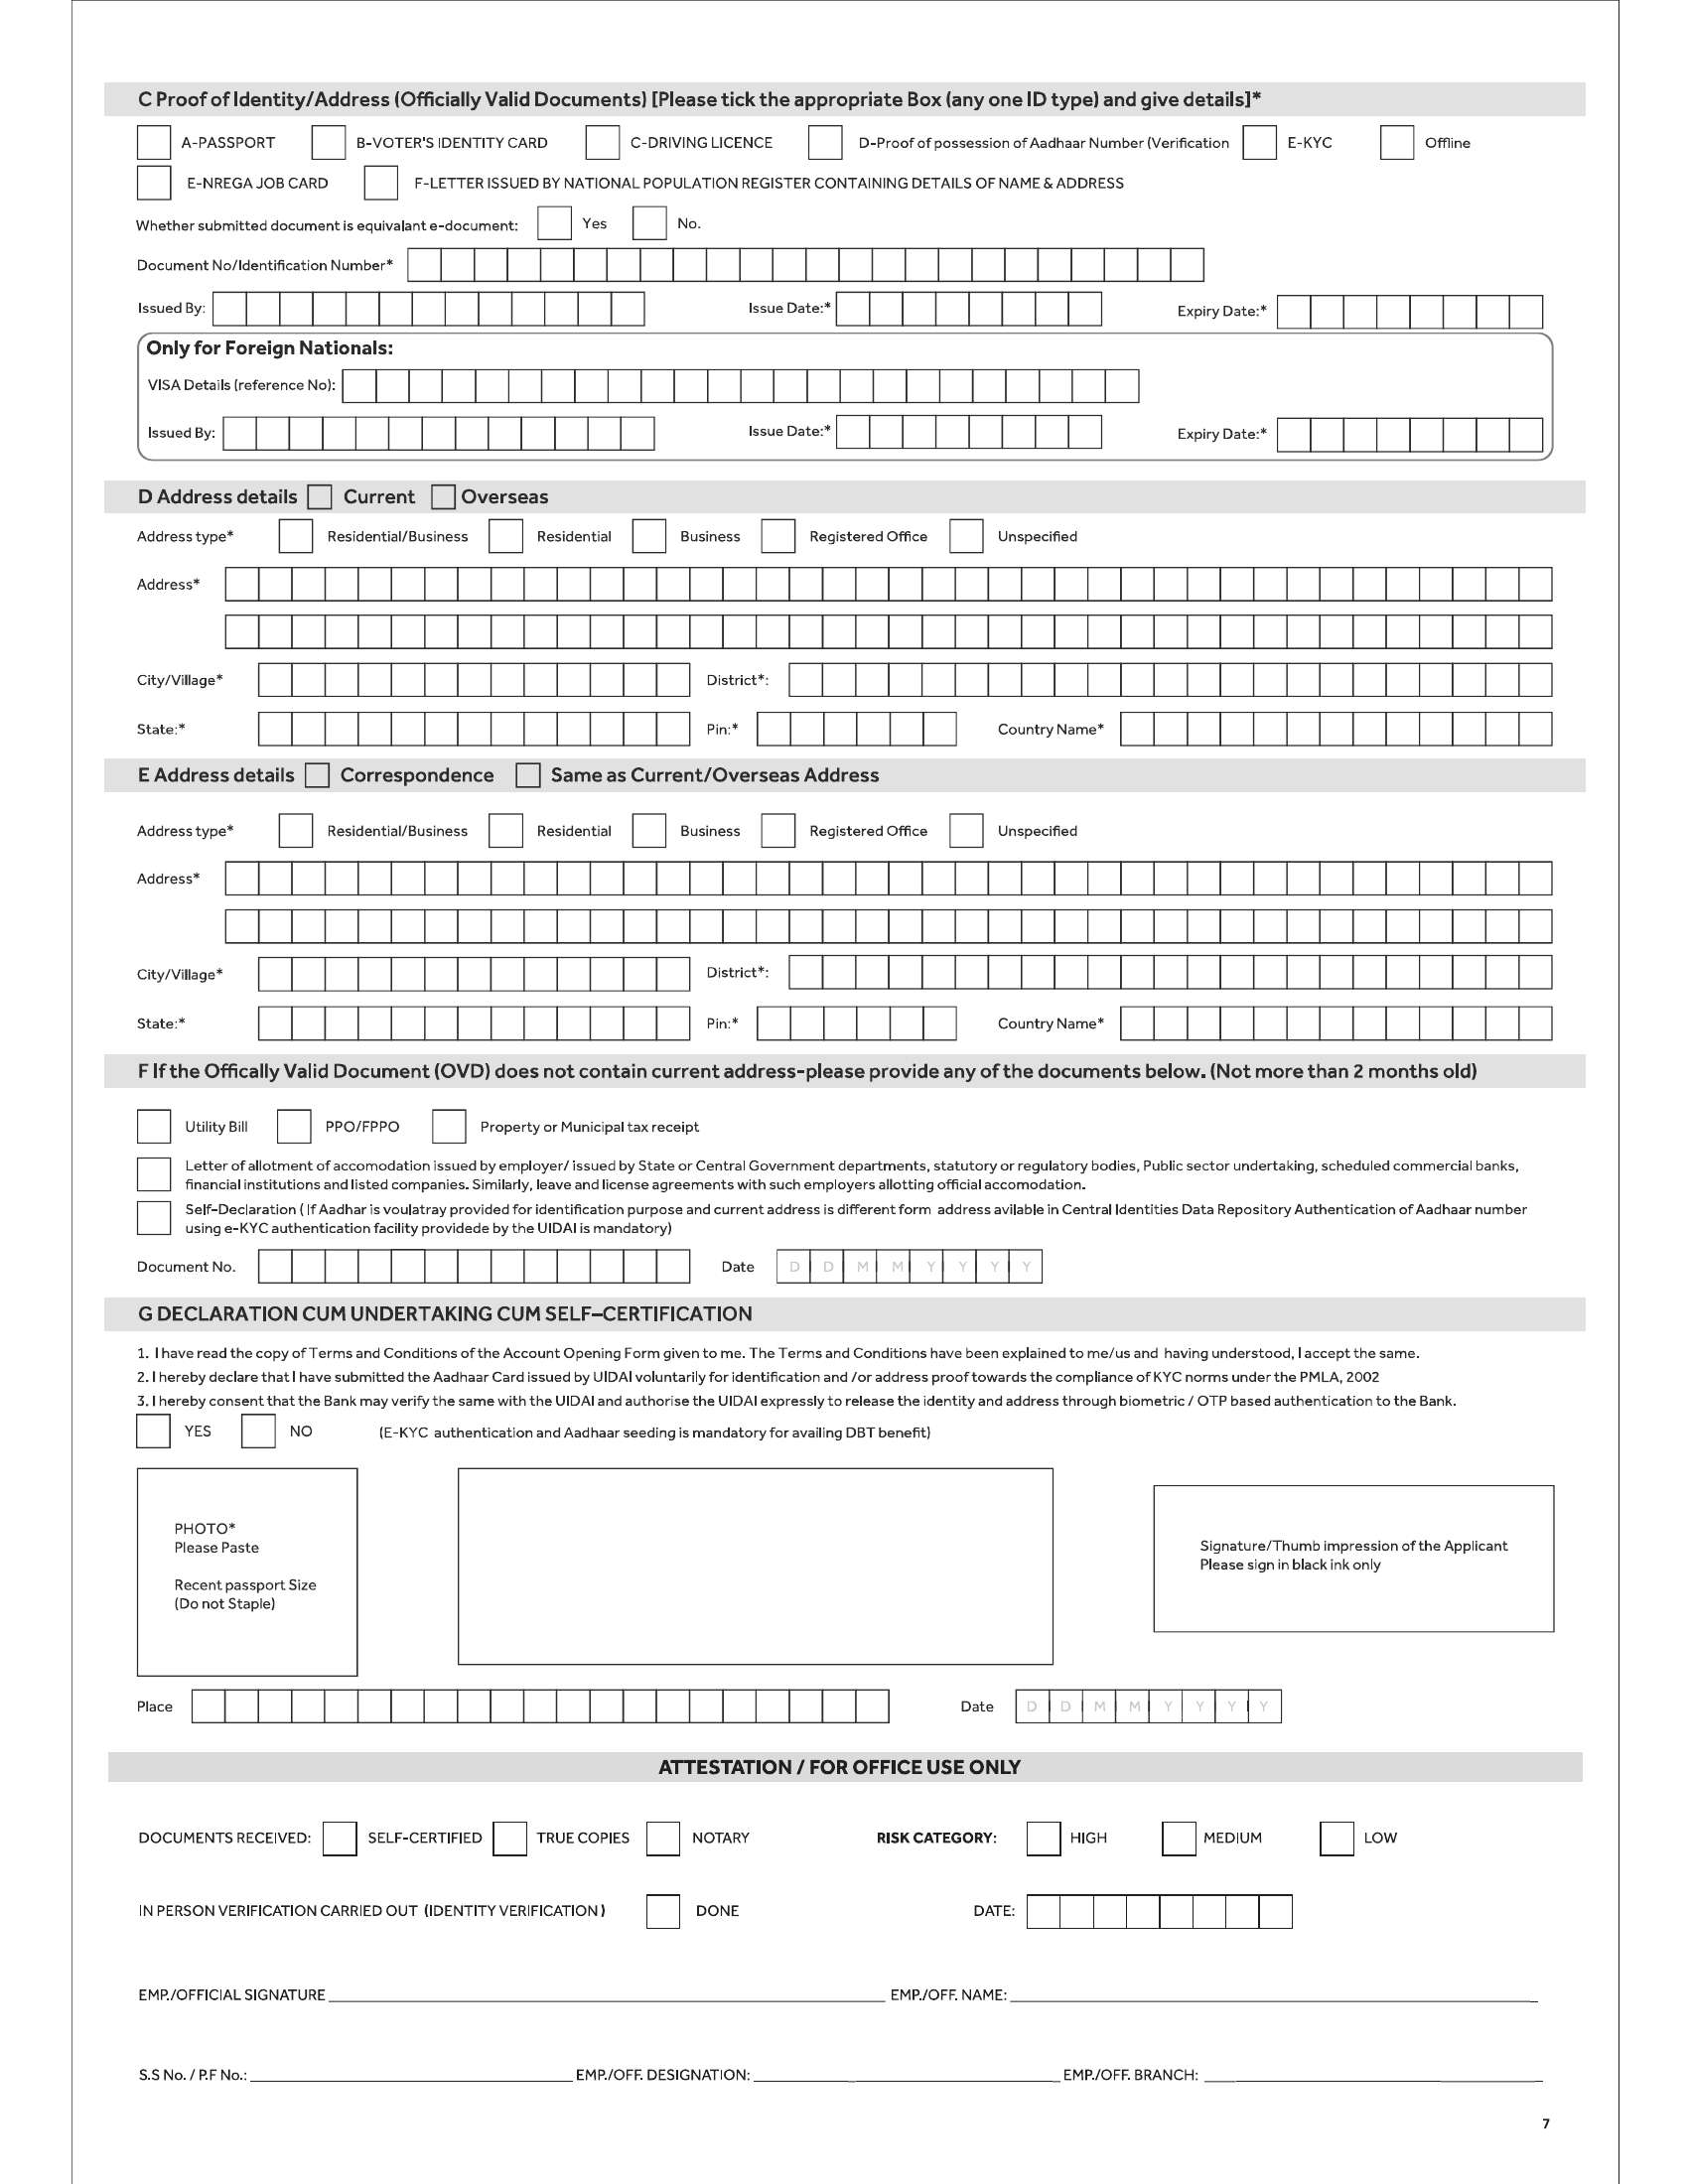 C Proof of Identity/Address (Officially Valid Documents) [Please tick the appropriate Box (any one ID type) and give details]*
A-PASSPORT B-VOTER'S IDENTITY CARD C-DRIVING LICENCE D-Proof of possession of Aadhaar Number (Verification E-KYC Offline
E-NREGA JOB CARD F-LETTER ISSUED BY NATIONAL POPULATION REGISTER CONTAINING DETAILS OF NAME & ADDRESS
Whether submitted document is equivalant e-document: Yes No.
Document No/Identification Number*
Issued By: Issue Date:* Expiry Date:*
Only for Foreign Nationals:
VISA Details (reference No):
Issued By: Issue Date:* Expiry Date:*
D Address details Current Overseas
Address type* Residential/Business Residential Business Registered Office Unspecified
Address*
City/Village* District*:
State:* Pin:* Country Name*
E Address details Correspondence Same as Current/Overseas Address
Address type* Residential/Business Residential Business Registered Office Unspecified
Address*
City/Village* District*:
State:* Pin:* Country Name*
F If the Offically Valid Document (OVD) does not contain current address-please provide any of the documents below. (Not more than 2 months old)
Utility Bill PPO/FPPO Property or Municipal tax receipt
Letter of allotment of accomodation issued by employer/ issued by State or Central Government departments, statutory or regulatory bodies, Public sector undertaking, scheduled commercial banks,
financial institutions and listed companies. Similarly, leave and license agreements with such employers allotting official accomodation.
Self-Declaration ( If Aadhar is voulatray provided for identification purpose and current address is different form address avilable in Central Identities Data Repository Authentication of Aadhaar number
using e-KYC authentication facility providede by the UIDAI is mandatory)
Document No. Date D D M M Y Y Y Y
G DECLARATION CUM UNDERTAKING CUM SELF–CERTIFICATION
1. I have read the copy of Terms and Conditions of the Account Opening Form given to me. The Terms and Conditions have been explained to me/us and having understood, I accept the same.
2. I hereby declare that I have submitted the Aadhaar Card issued by UIDAI voluntarily for identification and /or address proof towards the compliance of KYC norms under the PMLA, 2002
3. I hereby consent that the Bank may verify the same with the UIDAI and authorise the UIDAI expressly to release the identity and address through biometric / OTP based authentication to the Bank.
YES NO (E-KYC authentication and Aadhaar seeding is mandatory for availing DBT benefit)
PHOTO*
Please Paste
Recent passport Size
(Do not Staple)
Signature/Thumb impression of the Applicant
Please sign in black ink only
Place Date D D M M Y Y Y Y
ATTESTATION / FOR OFFICE USE ONLY
DOCUMENTS RECEIVED: SELF-CERTIFIED TRUE COPIES NOTARY RISK CATEGORY: HIGH MEDIUM LOW
IN PERSON VERIFICATION CARRIED OUT (IDENTITY VERIFICATION ) DONE DATE:
EMP./OFFICIAL SIGNATURE EMP./OFF. NAME:
S.S No. / P.F No.: EMP./OFF. DESIGNATION: EMP./OFF. BRANCH:
7